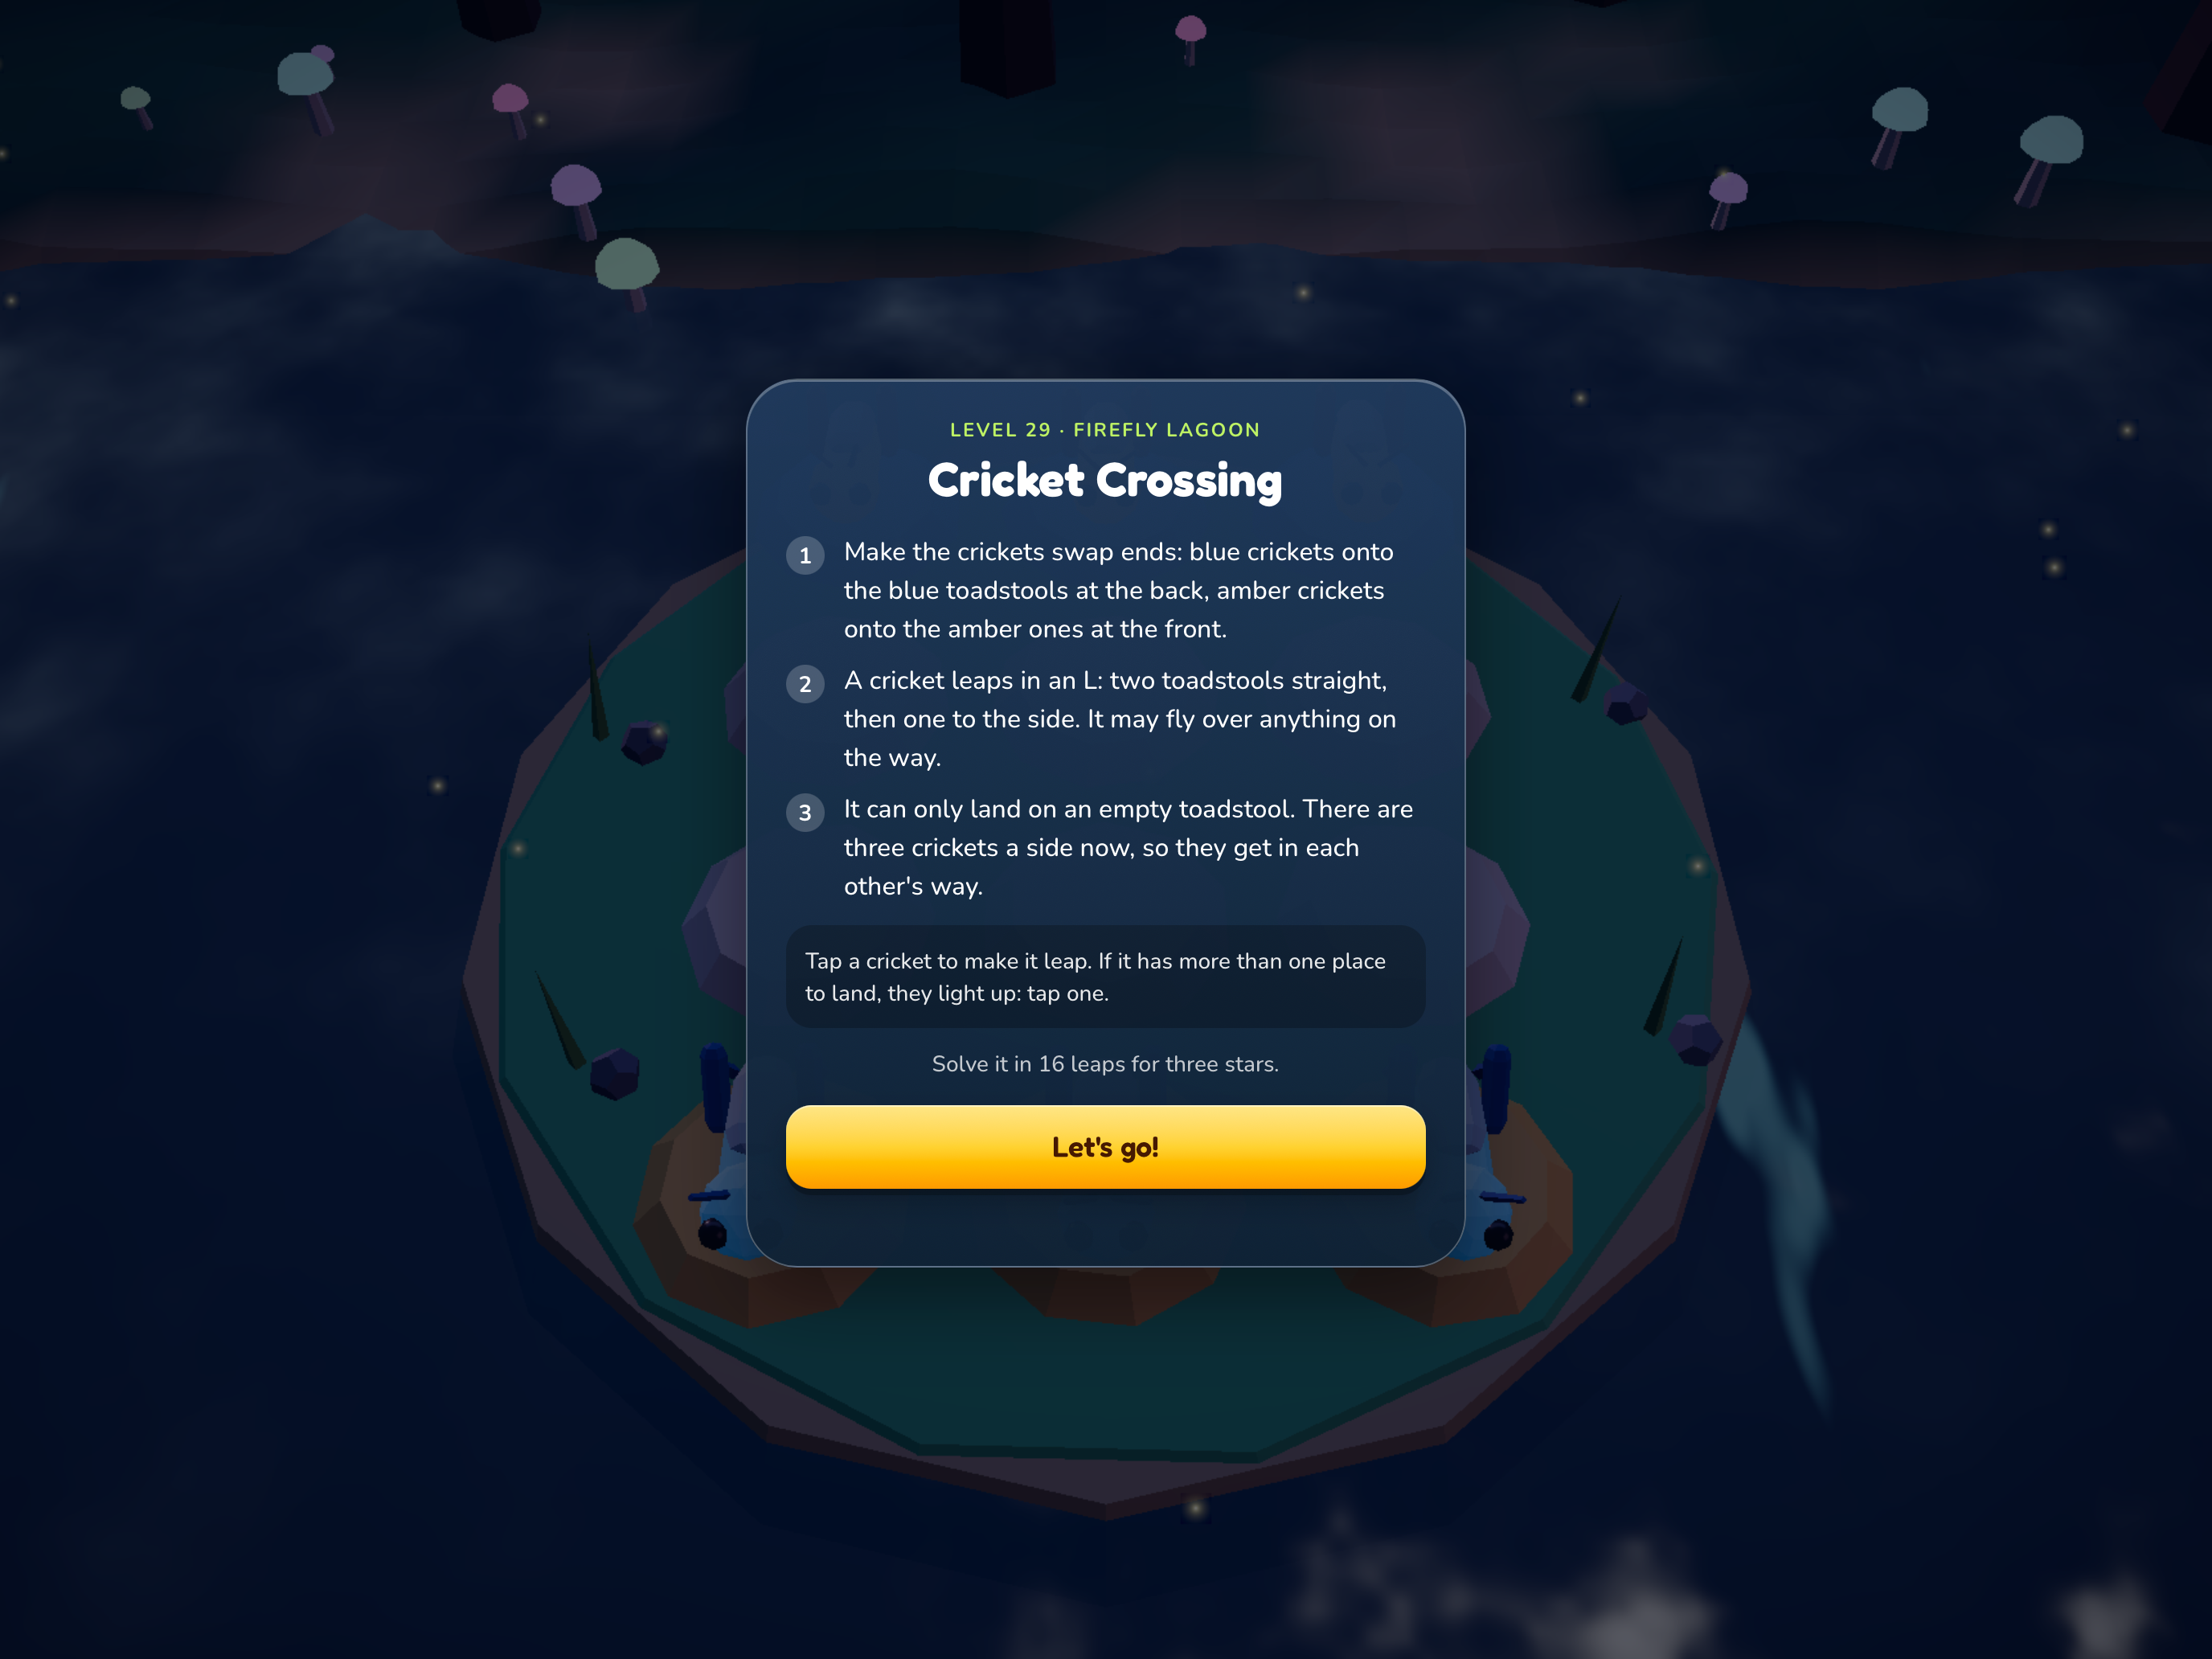 LEVEL 29 · FIREFLY LAGOON
Cricket Crossing
1 Make the crickets swap ends: blue crickets onto
the blue toadstools at the back, amber crickets
onto the amber ones at the front.
2 A cricket leaps in an L: two toadstools straight,
then one to the side. It may fly over anything on
the way.
3 It can only land on an empty toadstool. There are
three crickets a side now, so they get in each
other's way.
Tap a cricket to make it leap. If it has more than one place
to land, they light up: tap one.
Solve it in 16 leaps for three stars.
Let's go!